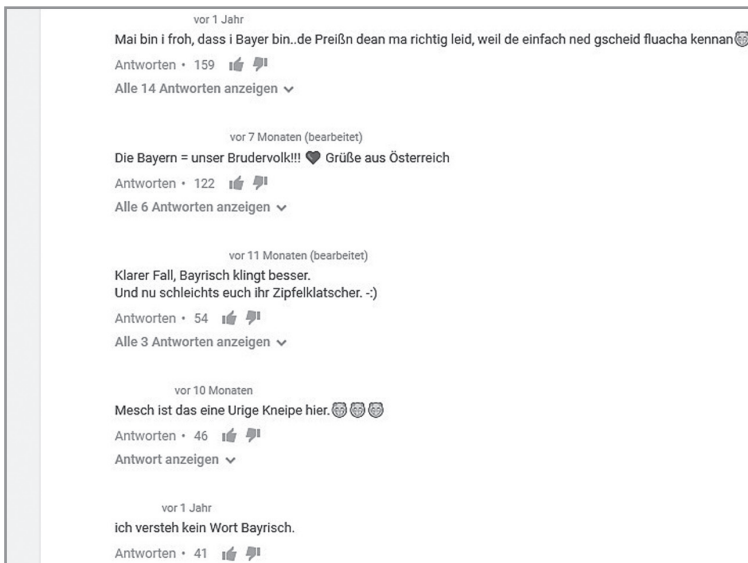 vor 1 Jahr
Mai bin i froh, dass i Bayer bin..de Preißn dean ma richtig leid, weil de einfach ned gscheid fluacha kennan
Antworten • 159
Alle 14 Antworten anzeigen
vor 7 Monaten (bearbeitet)
Die Bayern = unser Brudervolk!!! 🖤 Grüße aus Österreich
Antworten • 122
Alle 6 Antworten anzeigen
vor 11 Monaten (bearbeitet)
Klarer Fall, Bayrisch klingt besser.
Und nu schleichts euch ihr Zipfelklatscher. -:)
Antworten • 54
Alle 3 Antworten anzeigen
vor 10 Monaten
Mesch ist das eine Urige Kneipe hier.
Antworten • 46
Antwort anzeigen
vor 1 Jahr
ich versteh kein Wort Bayrisch.
Antworten • 41